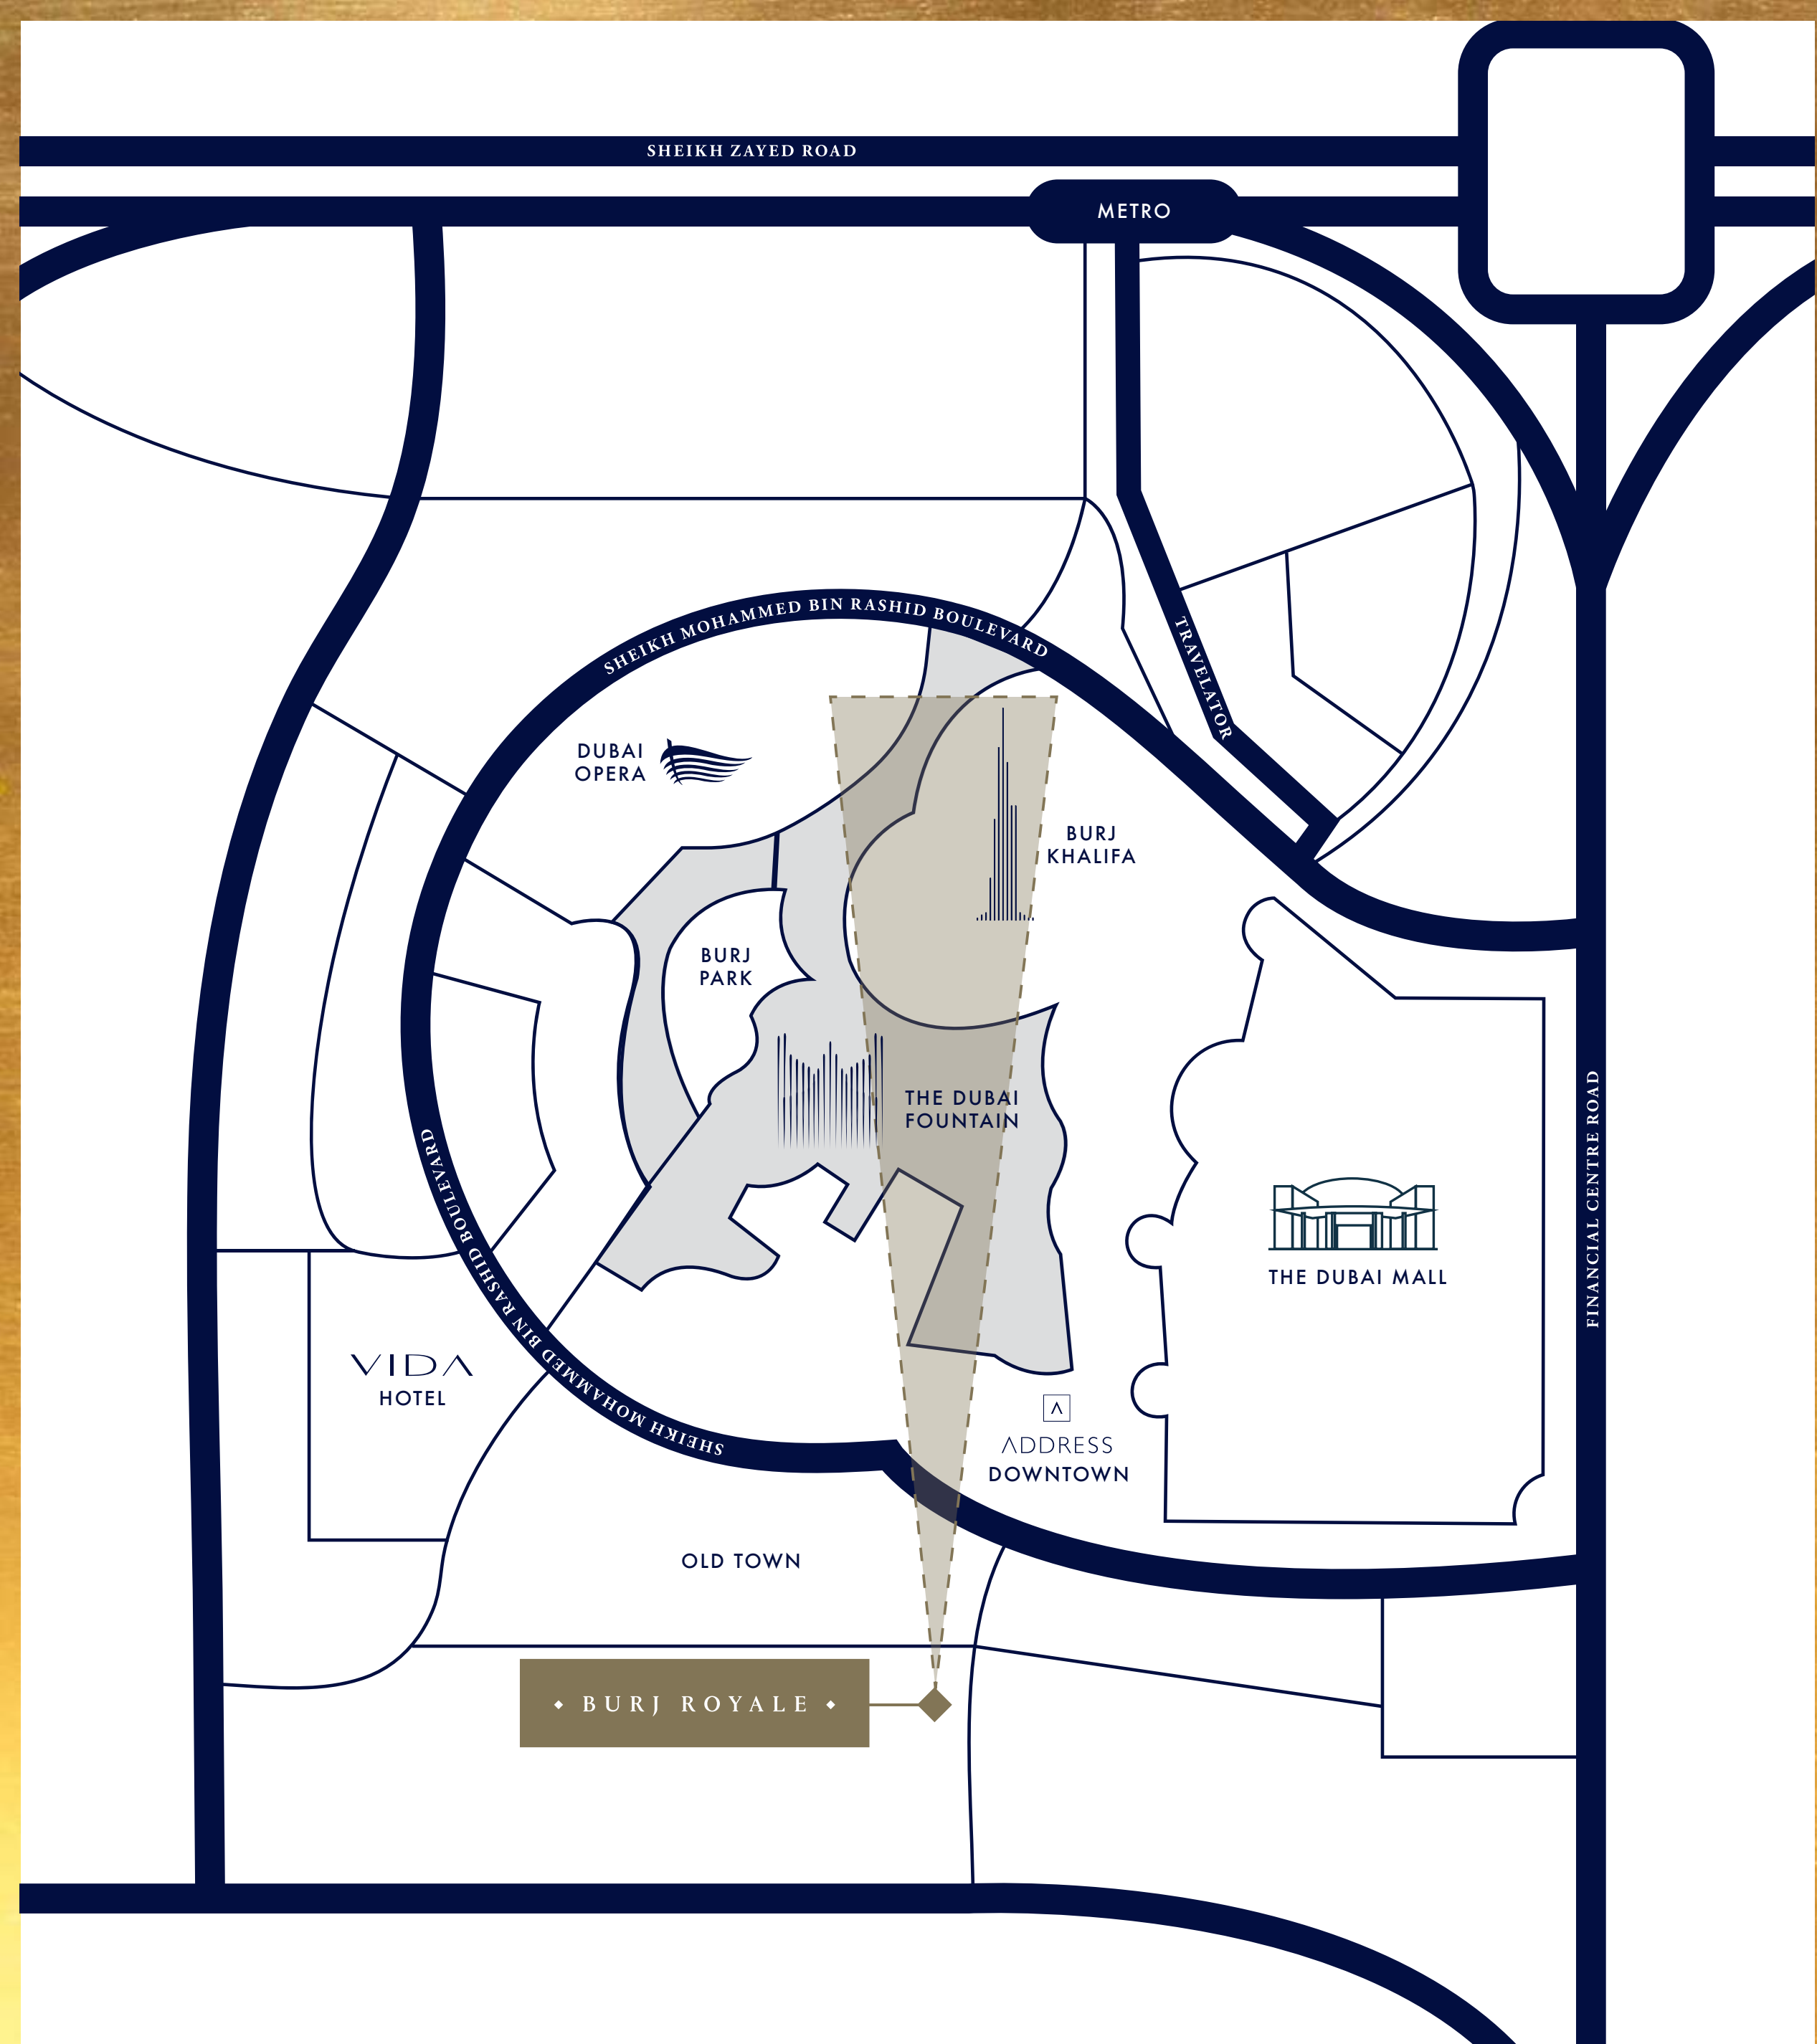 SHEIKH ZAYED ROAD
METRO
SHEIKH MOHAMMED BIN RASHID BOULEVARD
TRAVELATOR
DUBAI
OPERA
BURJ
KHALIFA
BURJ
PARK
THE DUBAI
FOUNTAIN
FINANCIAL CENTRE ROAD
THE DUBAI MALL
SHEIKH MOHAMMED BIN RASHID BOULEVARD
VIDA
HOTEL
ADDRESS
DOWNTOWN
OLD TOWN
BURJ ROYALE